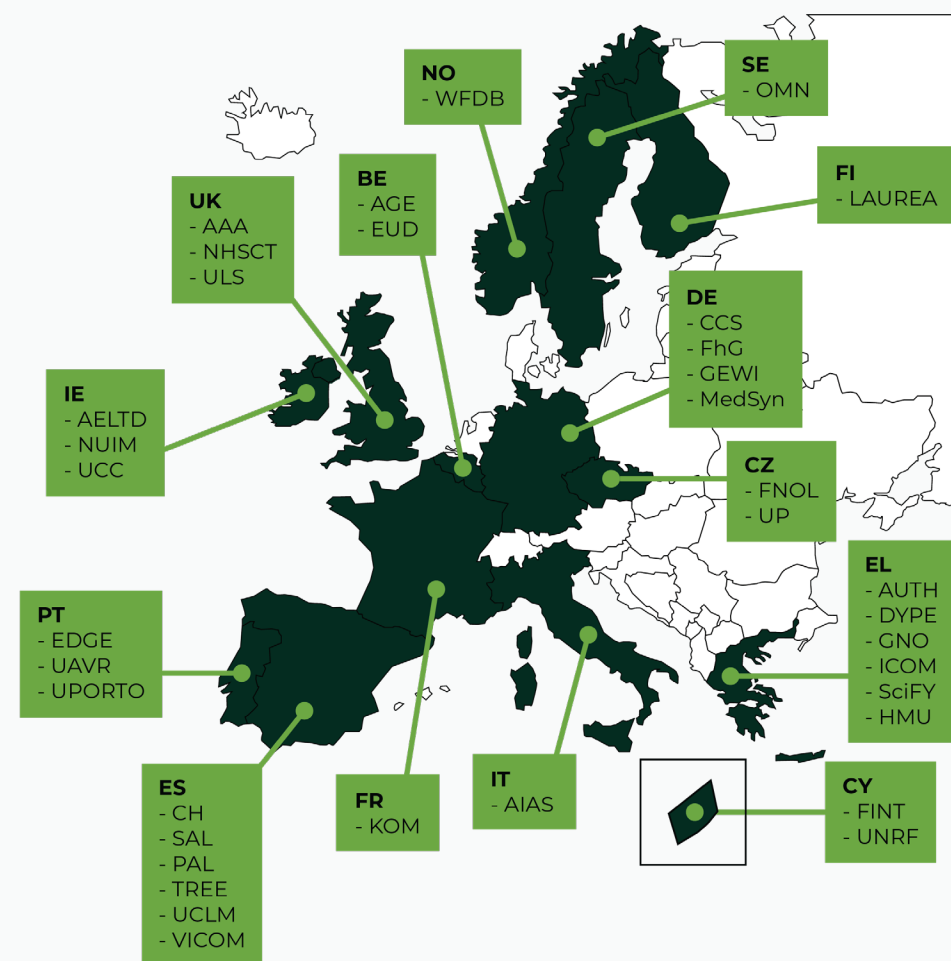 NO
- WFDB
SE
- OMN
BE
- AGE
- EUD
UK
- AAA
- NHSCT
- ULS
FI
- LAUREA
DE
- CCS
- FhG
- GEWI
- MedSyn
IE
- AELTD
- NUIM
- UCC
CZ
- FNOL
- UP
EL
- AUTH
- DYPE
- GNO
- ICOM
- SciFY
- HMU
PT
- EDGE
- UAVR
- UPORTO
ES
- CH
- SAL
- PAL
- TREE
- UCLM
- VICOM
FR
- KOM
IT
- AIAS
CY
- FINT
- UNRF